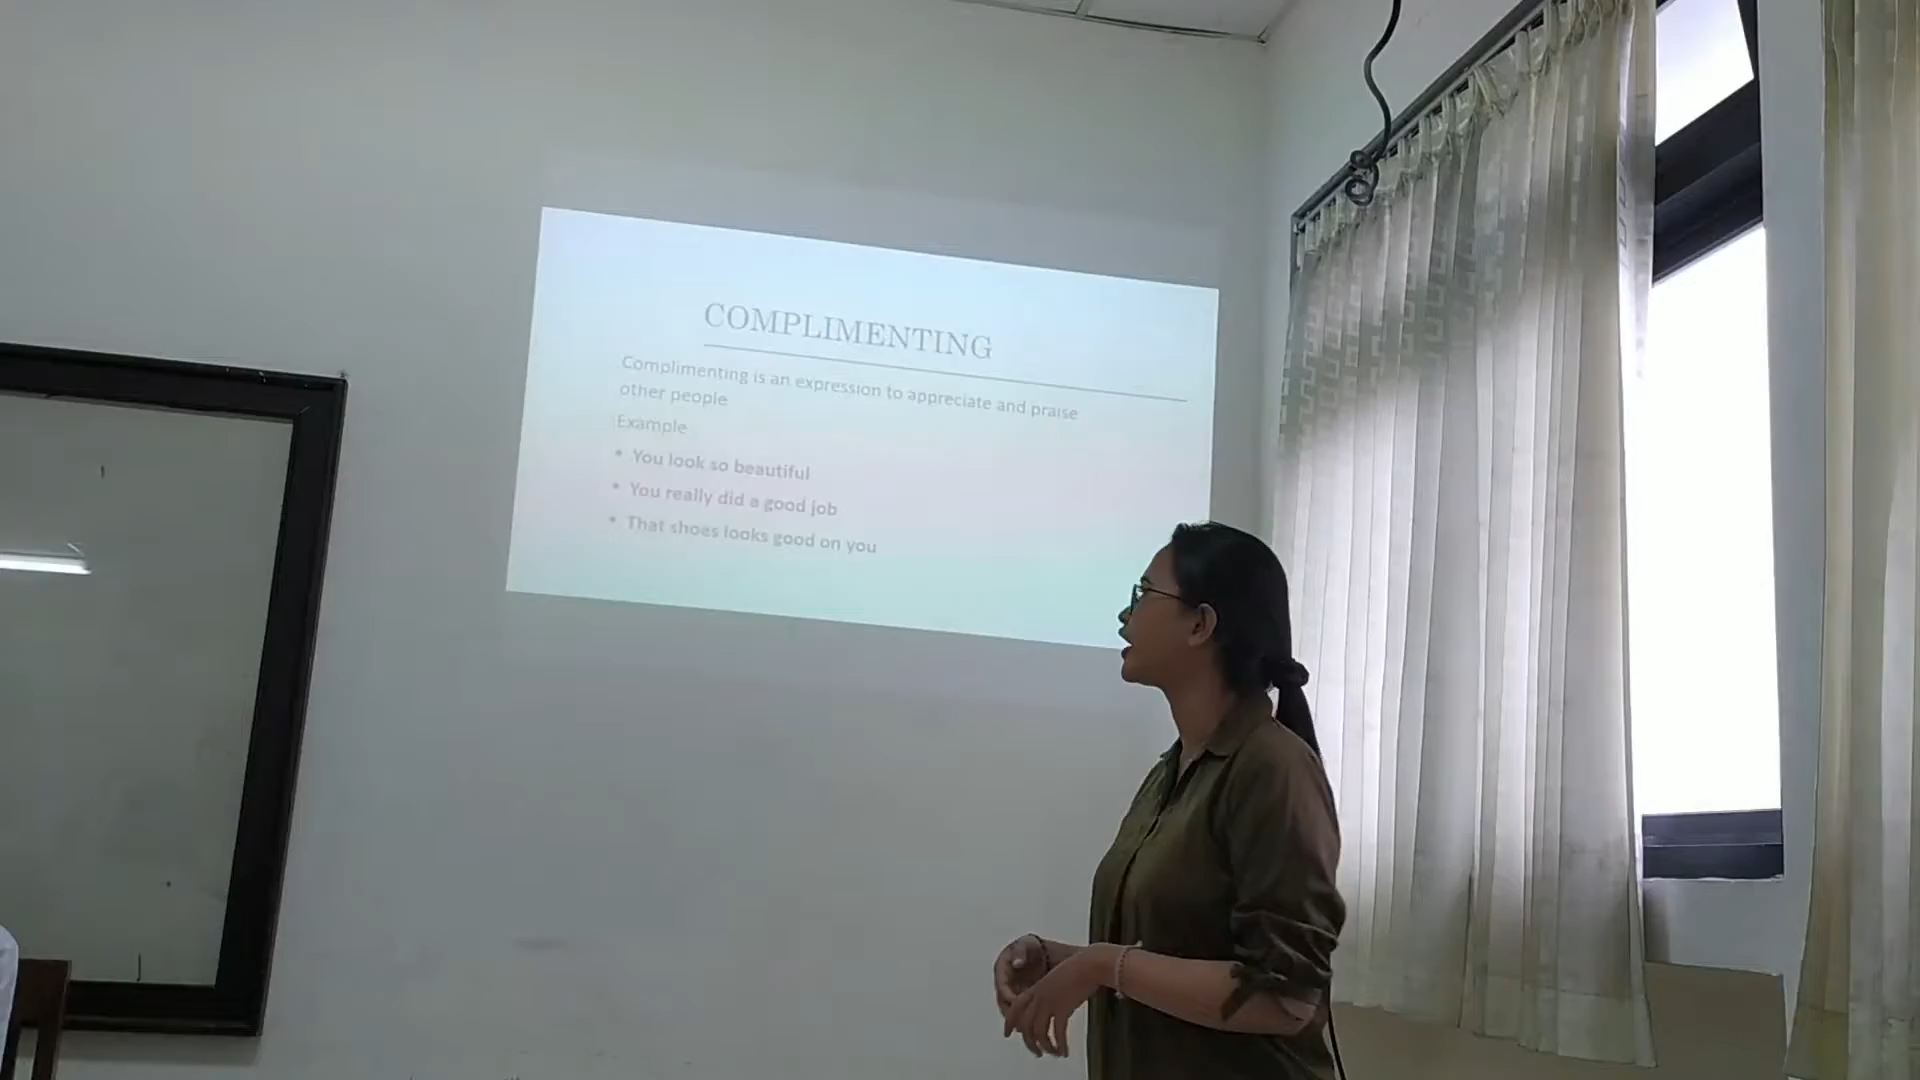 COMPLIMENTING
Complimenting is an expression to appreciate and praise
other people
Example
• You look so beautiful
• You really did a good job
• That shoes looks good on you